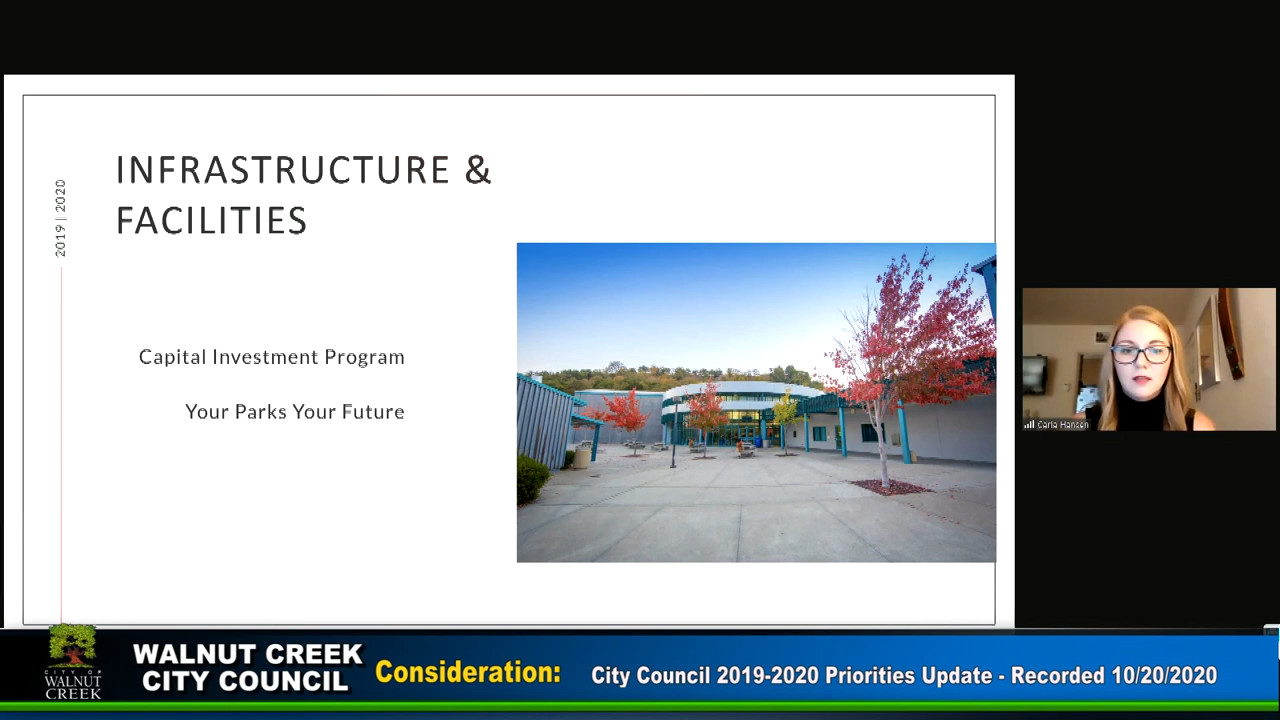 2019 || 2020
INFRASTRUCTURE &
FACILITIES
Capital Investment Program
Your Parks Your Future
Carla Hansen
CITY OF
WALNUT
CREEK
WALNUT CREEK
CITY COUNCIL
Consideration:
City Council 2019-2020 Priorities Update - Recorded 10/20/2020